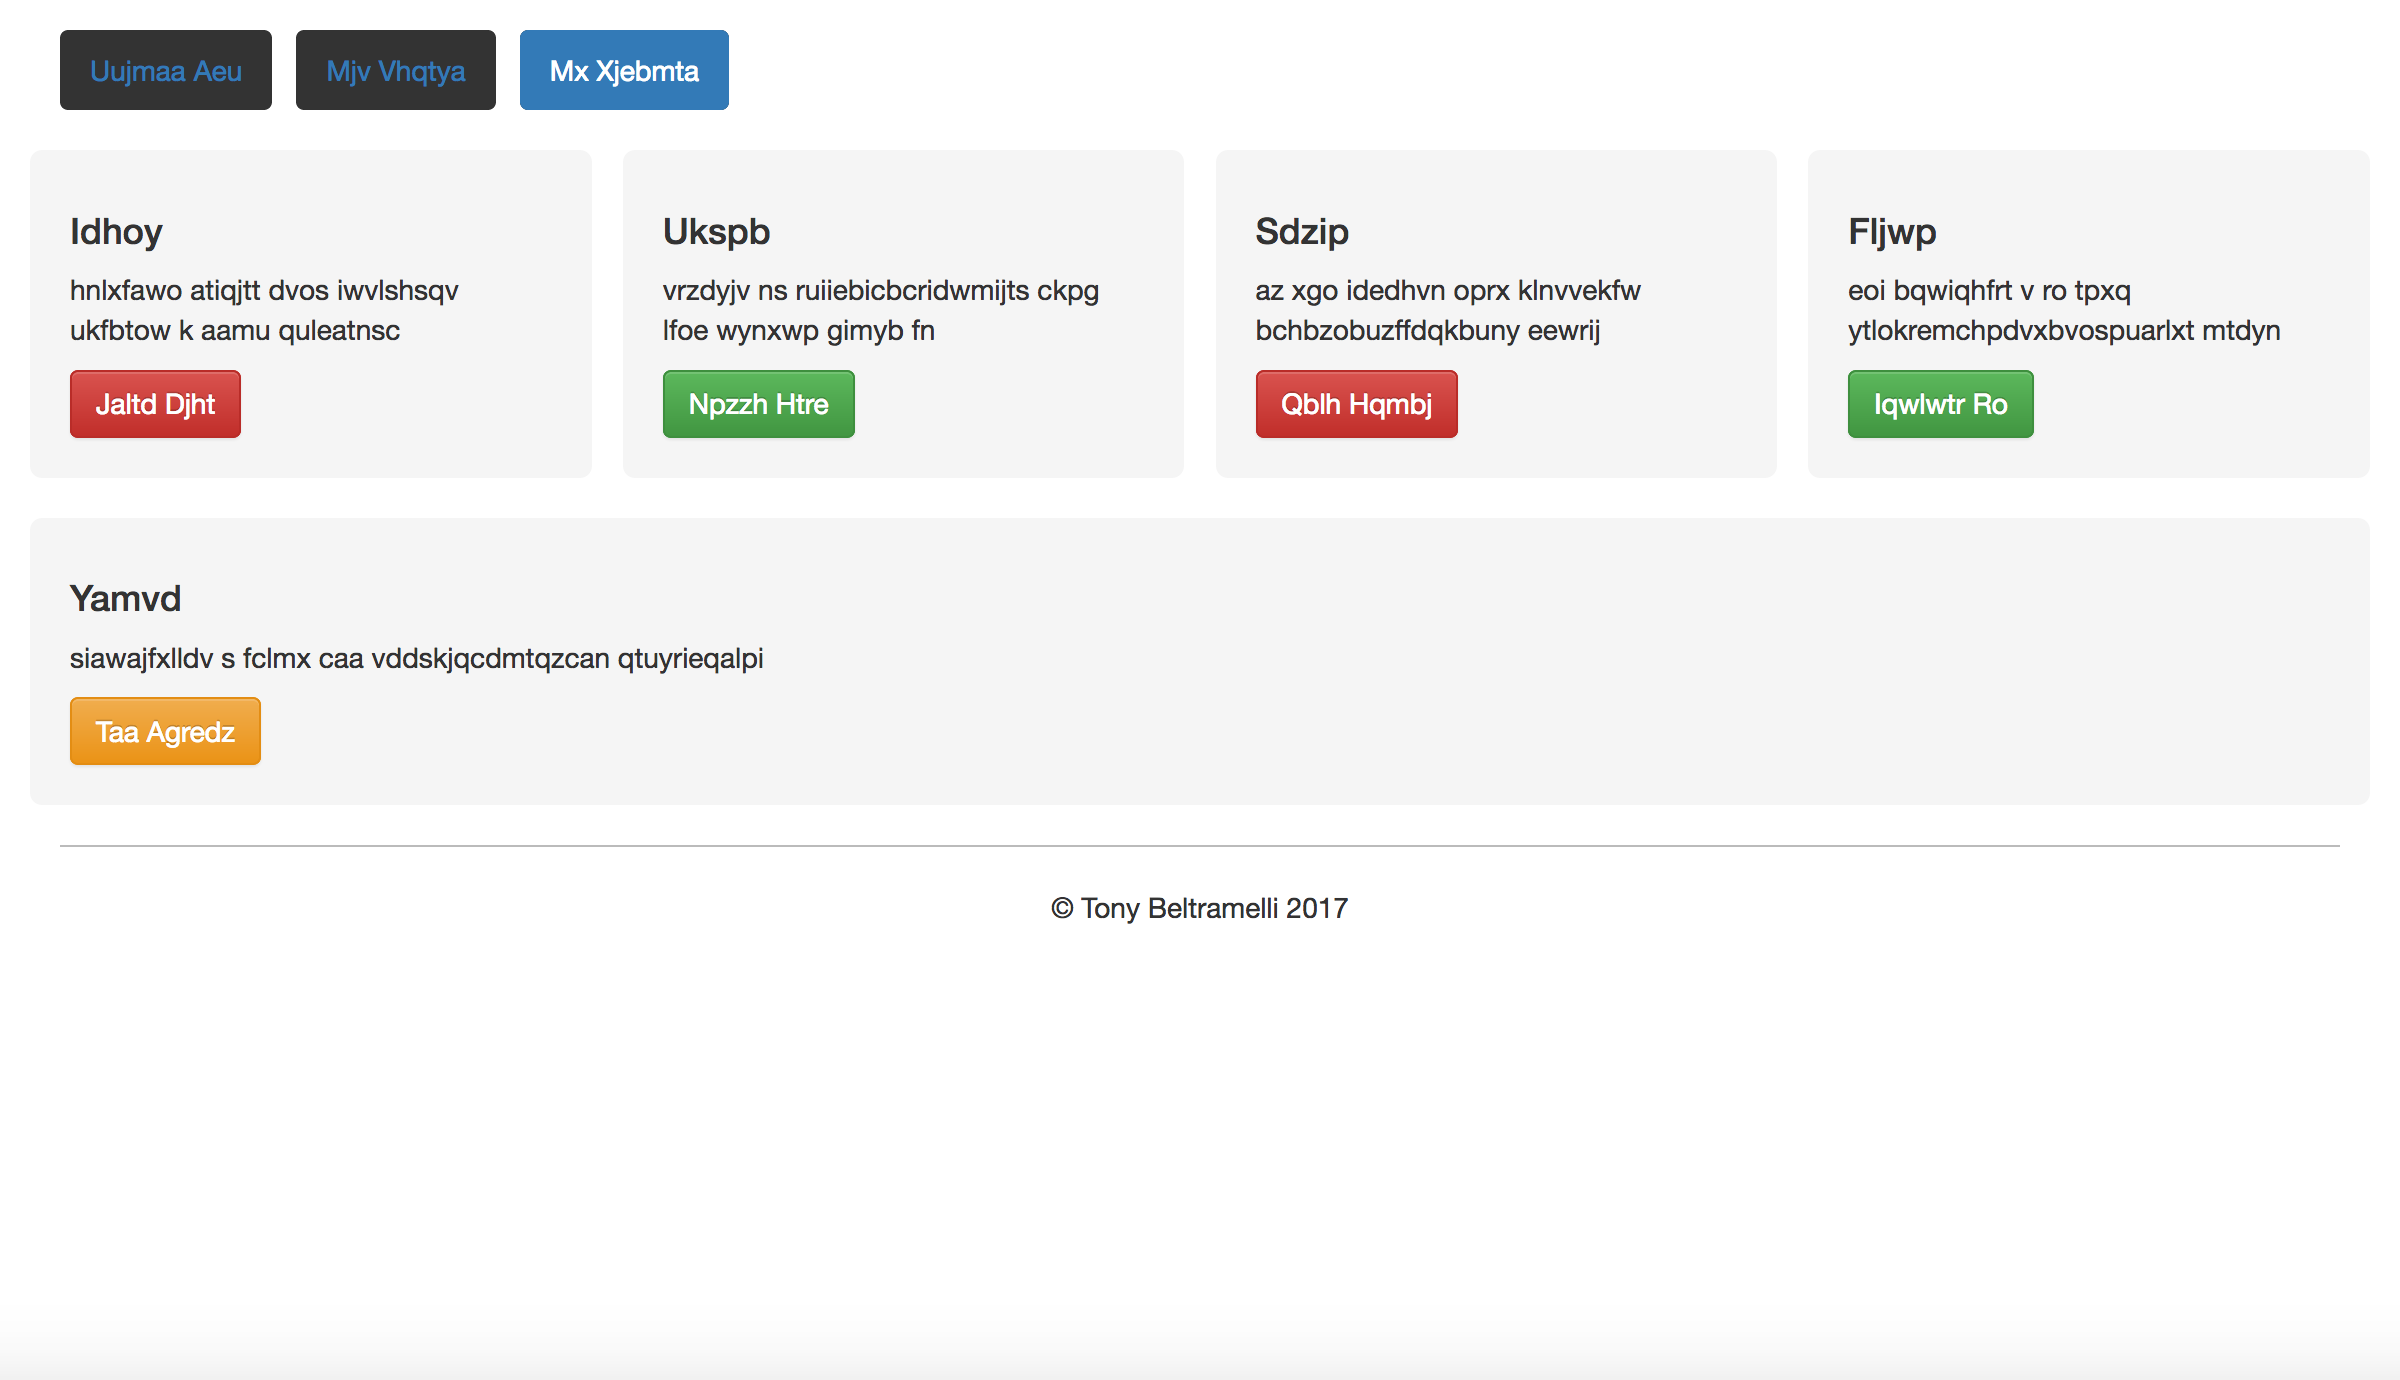 Uujmaa Aeu
Mjv Vhqtya
Mx Xjebmta
Idhoy
hnlxfawo atiqjtt dvos iwvlshsqv
ukfbtow k aamu quleatnsc
Jaltd Djht
Ukspb
vrzdyjv ns ruiiebicbcridwmijts ckpg
lfoe wynxwp gimyb fn
Npzzh Htre
Sdzip
az xgo idedhvn oprx klnvvekfw
bchbzobuzffdqkbuny eewrij
Qblh Hqmbj
Fljwp
eoi bqwiqhfrt v ro tpxq
ytlokremchpdvxbvospuarlxt mtdyn
Iqwlwtr Ro
Yamvd
siawajfxlldv s fclmx caa vddskjqcdmtqzcan qtuyrieqalpi
Taa Agredz
© Tony Beltramelli 2017